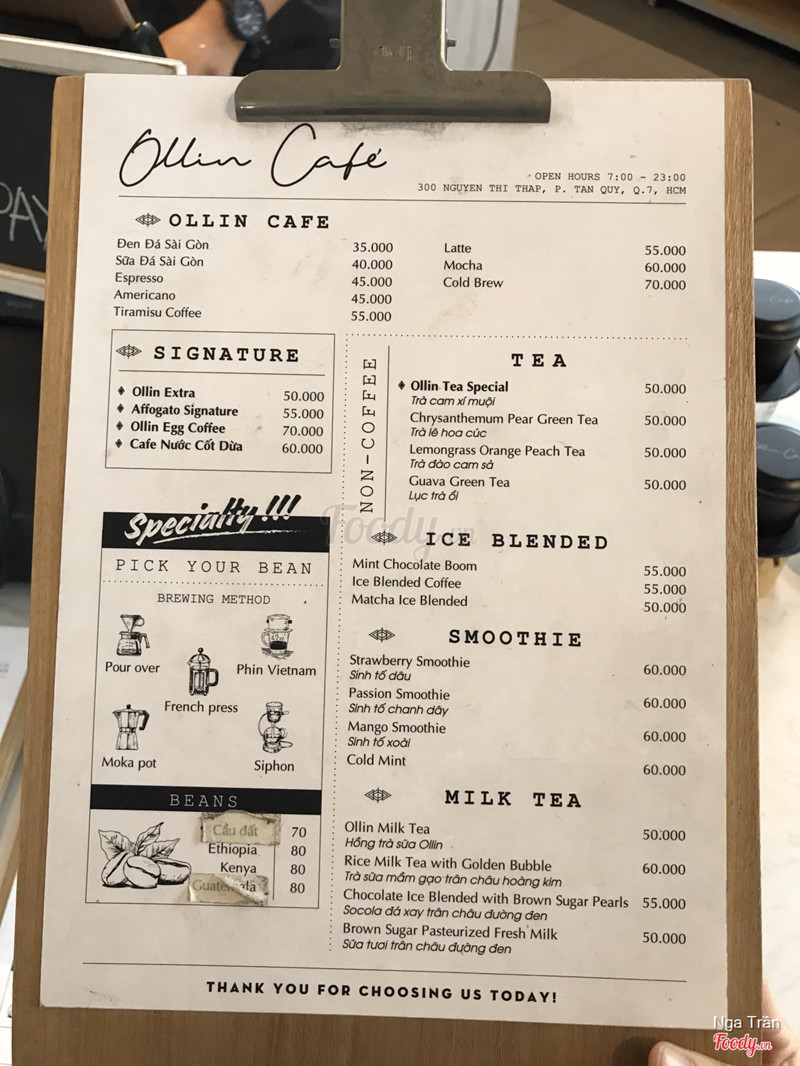 PAY
Ollin Café
OPEN HOURS 7:00 - 23:00
300 NGUYEN THI THAP, P. TAN QUY, Q.7, HCM
OLLIN CAFE
Đen Đá Sài Gòn 35.000
Sữa Đá Sài Gòn 40.000
Espresso 45.000
Americano 45.000
Tiramisu Coffee 55.000
Latte 55.000
Mocha 60.000
Cold Brew 70.000
SIGNATURE
Ollin Extra 50.000
Affogato Signature 55.000
Ollin Egg Coffee 70.000
Cafe Nước Cốt Dừa 60.000
Specialty !!!
PICK YOUR BEAN
BREWING METHOD
Pour over
Phin Vietnam
French press
Moka pot
Siphon
BEANS
Cầu đất 70
Ethiopia 80
Kenya 80
Guatemala 80
NON-COFFEE
TEA
Ollin Tea Special 50.000
Trà cam xí muội
Chrysanthemum Pear Green Tea 50.000
Trà lê hoa cúc
Lemongrass Orange Peach Tea 50.000
Trà đào cam sả
Guava Green Tea 50.000
Lục trà ổi
ICE BLENDED
Mint Chocolate Boom 55.000
Ice Blended Coffee 55.000
Matcha Ice Blended 50.000
SMOOTHIE
Strawberry Smoothie 60.000
Sinh tố dâu
Passion Smoothie 60.000
Sinh tố chanh dây
Mango Smoothie 60.000
Sinh tố xoài
Cold Mint 60.000
MILK TEA
Ollin Milk Tea 50.000
Hồng trà sữa Ollin
Rice Milk Tea with Golden Bubble 60.000
Trà sữa mầm gạo trân châu hoàng kim
Chocolate Ice Blended with Brown Sugar Pearls 55.000
Socola đá xay trân châu đường đen
Brown Sugar Pasteurized Fresh Milk 50.000
Sữa tươi trân châu đường đen
THANK YOU FOR CHOOSING US TODAY!
Foody.vn
Nga Trần
Foody.vn